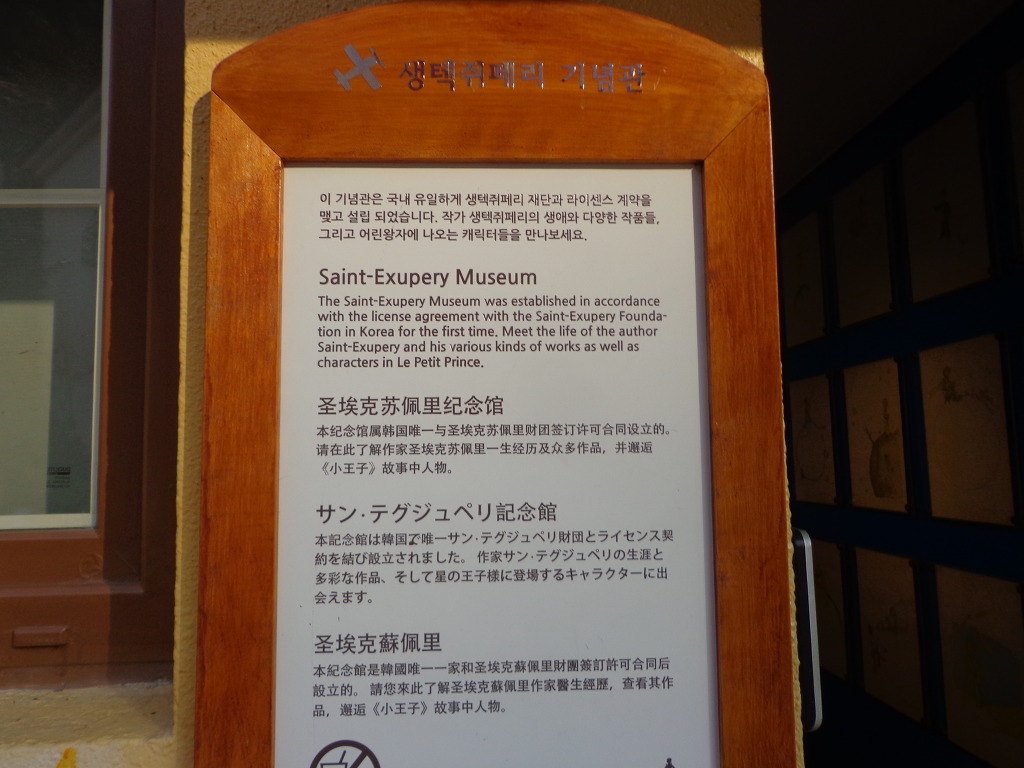 생텍쥐페리 기념관
이 기념관은 국내 유일하게 생텍쥐페리 재단과 라이센스 계약을
맺고 설립 되었습니다. 작가 생텍쥐페리의 생애와 다양한 작품들,
그리고 어린왕자에 나오는 캐릭터들을 만나보세요.
Saint-Exupery Museum
The Saint-Exupery Museum was established in accordance
with the license agreement with the Saint-Exupery Founda-
tion in Korea for the first time. Meet the life of the author
Saint-Exupery and his various kinds of works as well as
characters in Le Petit Prince.
圣埃克苏佩里纪念馆
本纪念馆属韩国唯一与圣埃克苏佩里财团签订许可合同设立的。
请在此了解作家圣埃克苏佩里一生经历及众多作品，并邂逅
《小王子》故事中人物。
サン·テグジュペリ記念館
本記念館は韓国で唯一サン·テグジュペリ財団とライセンス契
約を結び設立されました。 作家サン·テグジュペリの生涯と
多彩な作品、そして星の王子様に登場するキャラクターに出
会えます。
圣埃克蘇佩里
本紀念館是韓國唯一一家和圣埃克蘇佩里財團簽訂許可合同后
設立的。 請您來此了解圣埃克蘇佩里作家醫生經歷，查看其作
品，邂逅《小王子》故事中人物。